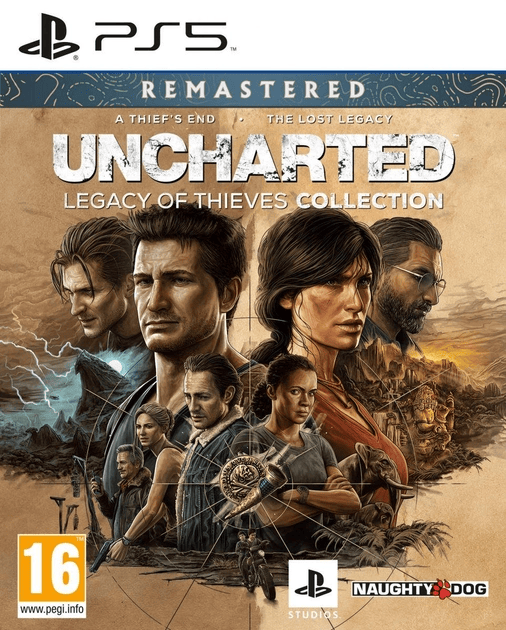 PS5
REMASTERED
A THIEF'S END • THE LOST LEGACY
UNCHARTED
LEGACY OF THIEVES COLLECTION
16
www.pegi.info
PlayStation
STUDIOS
NAUGHTY DOG